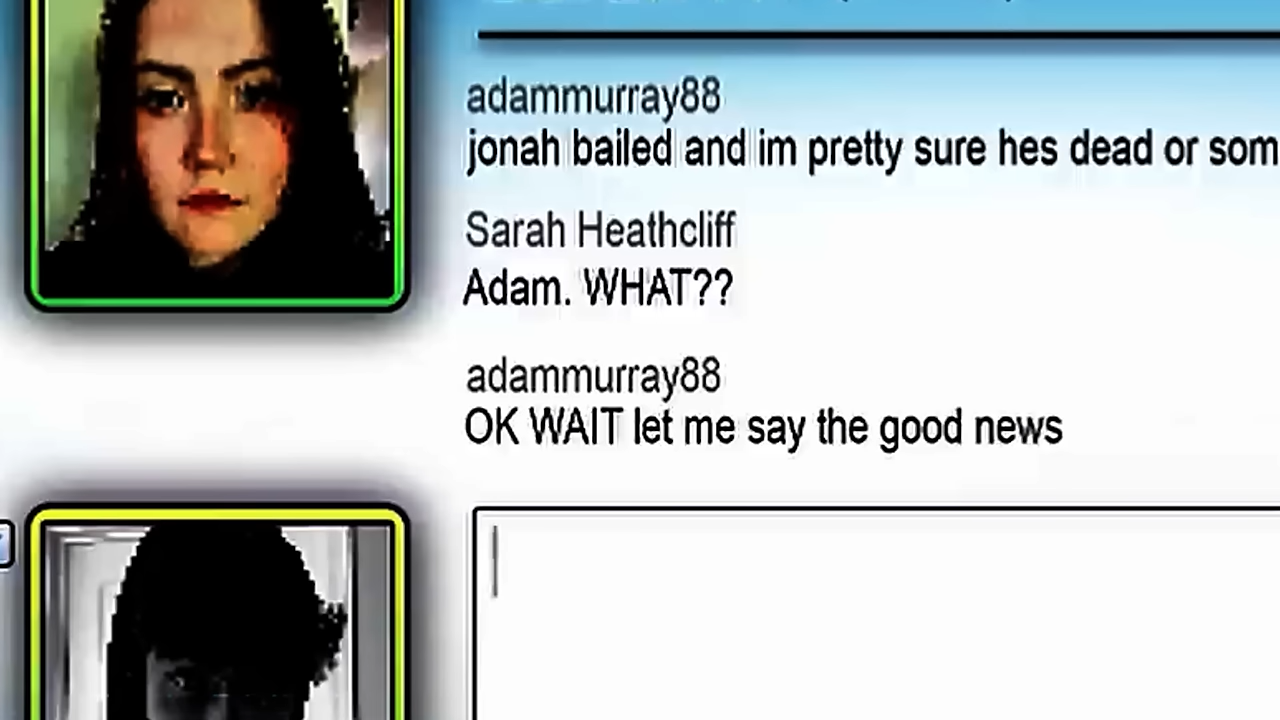 adammurray88
jonah bailed and im pretty sure hes dead or som
Sarah Heathcliff
Adam. WHAT??
adammurray88
OK WAIT let me say the good news